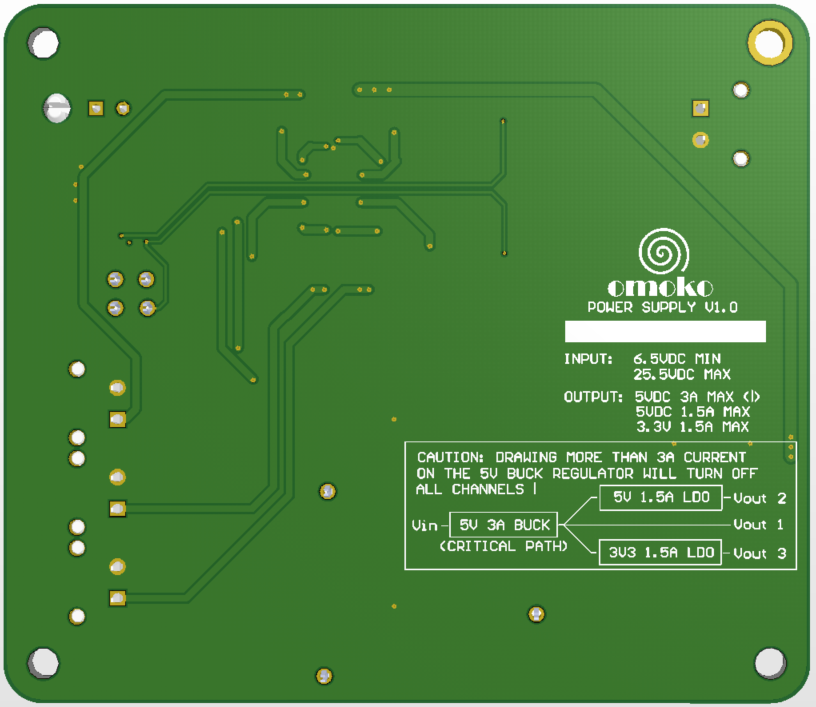 omoko
POWER SUPPLY V1.0
INPUT: 6.5VDC MIN
25.5VDC MAX
OUTPUT: 5VDC 3A MAX (|)
5VDC 1.5A MAX
3.3V 1.5A MAX
CAUTION: DRAWING MORE THAN 3A CURRENT
ON THE 5V BUCK REGULATOR WILL TURN OFF
ALL CHANNELS |
5V 1.5A LDO Vout 2
Vin 5V 3A BUCK Vout 1
(CRITICAL PATH)
3V3 1.5A LDO Vout 3